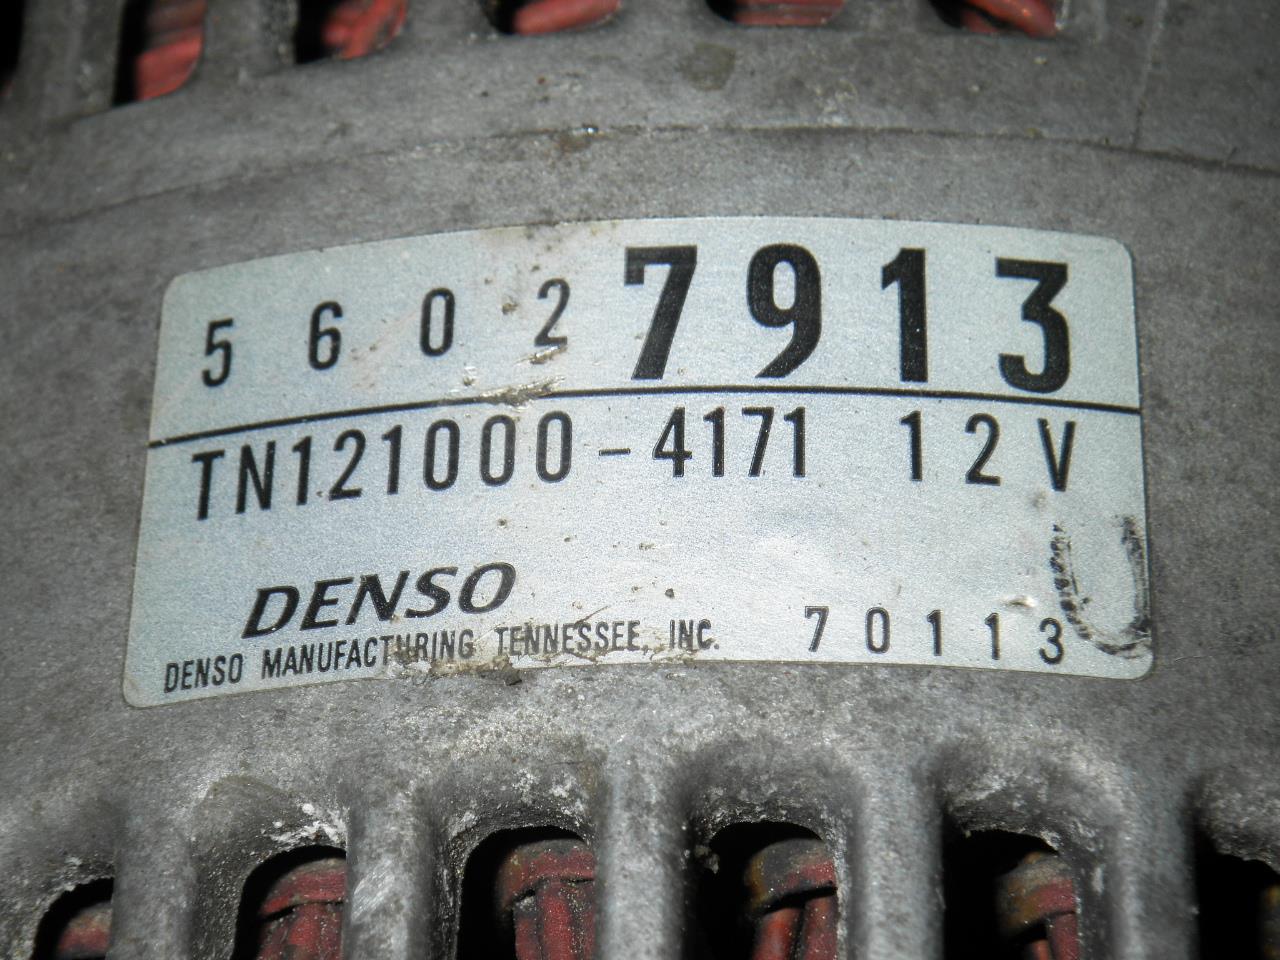 56027913
TN121000-4171 12V
DENSO
DENSO MANUFACTURING TENNESSEE, INC. 70113